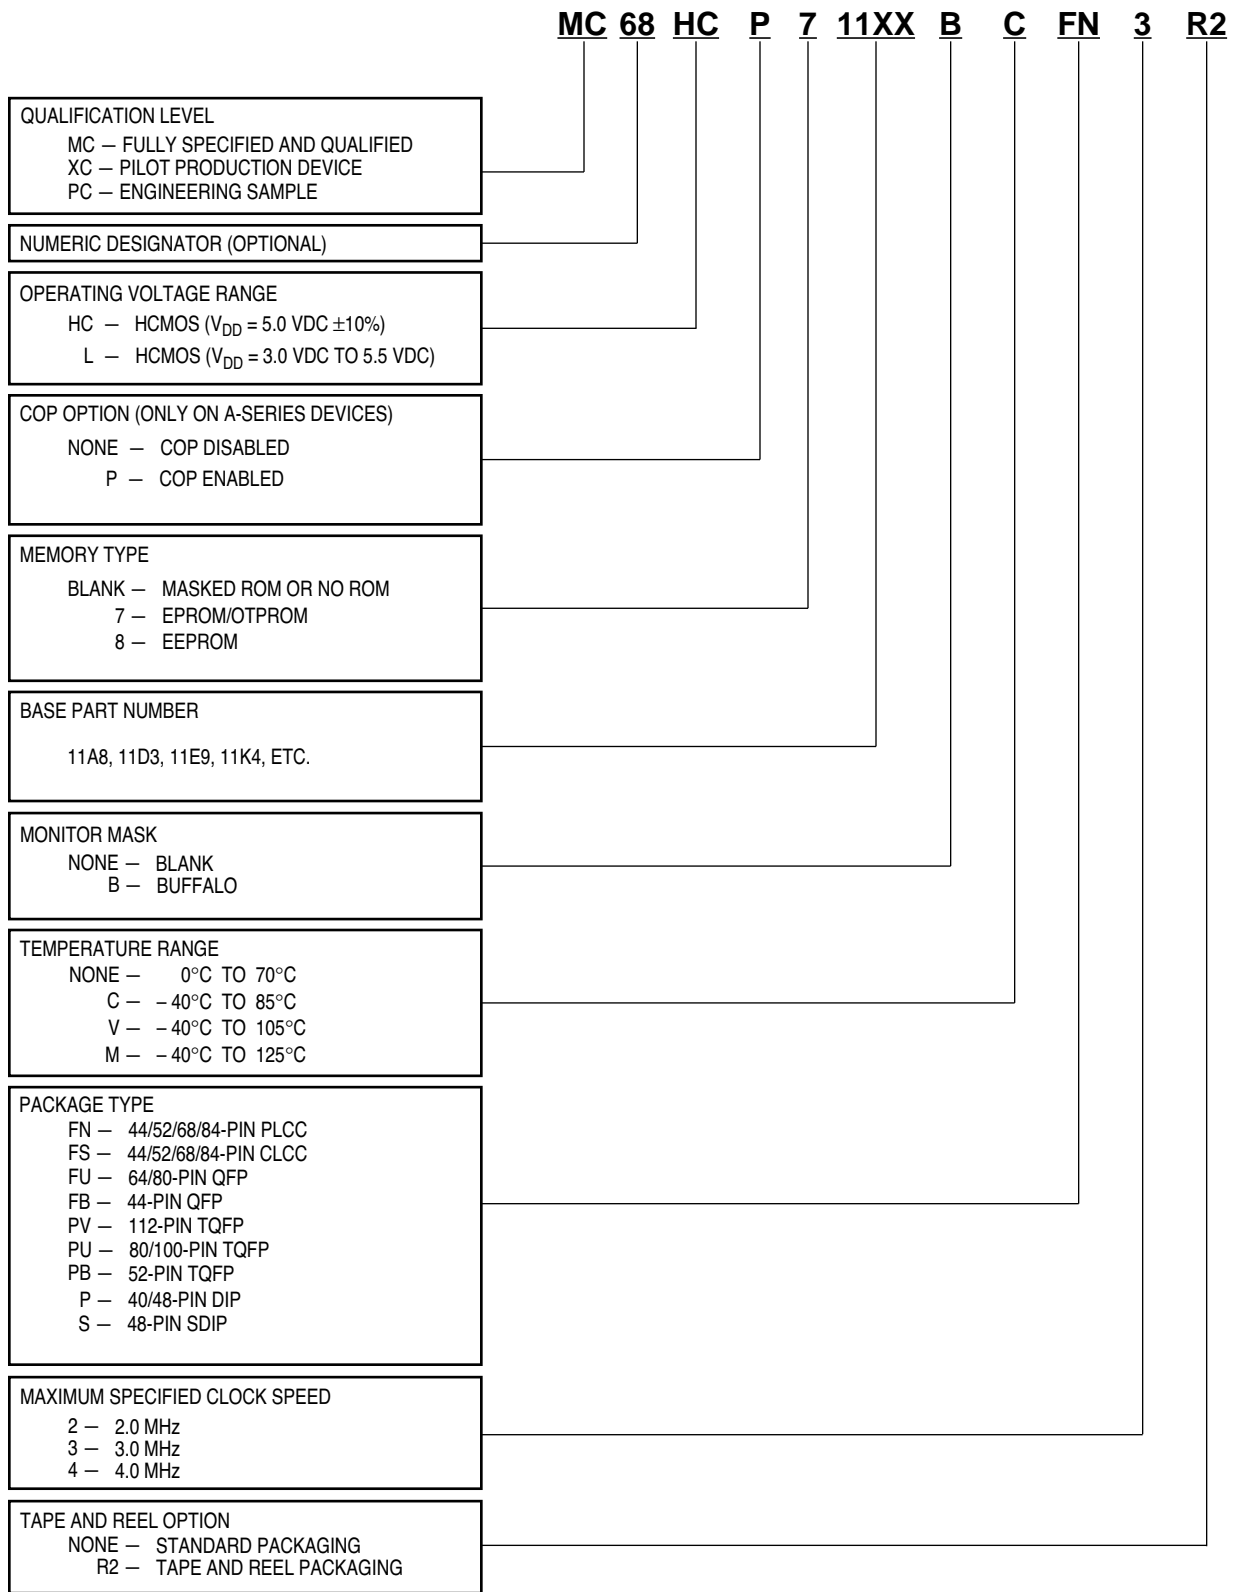 MC 68 HC P 7 11XX B C FN 3 R2
QUALIFICATION LEVEL
MC — FULLY SPECIFIED AND QUALIFIED
XC — PILOT PRODUCTION DEVICE
PC — ENGINEERING SAMPLE
NUMERIC DESIGNATOR (OPTIONAL)
OPERATING VOLTAGE RANGE
HC — HCMOS (VDD = 5.0 VDC ±10%)
L — HCMOS (VDD = 3.0 VDC TO 5.5 VDC)
COP OPTION (ONLY ON A-SERIES DEVICES)
NONE — COP DISABLED
P — COP ENABLED
MEMORY TYPE
BLANK — MASKED ROM OR NO ROM
7 — EPROM/OTPROM
8 — EEPROM
BASE PART NUMBER
11A8, 11D3, 11E9, 11K4, ETC.
MONITOR MASK
NONE — BLANK
B — BUFFALO
TEMPERATURE RANGE
NONE — 0°C TO 70°C
C — – 40°C TO 85°C
V — – 40°C TO 105°C
M — – 40°C TO 125°C
PACKAGE TYPE
FN — 44/52/68/84-PIN PLCC
FS — 44/52/68/84-PIN CLCC
FU — 64/80-PIN QFP
FB — 44-PIN QFP
PV — 112-PIN TQFP
PU — 80/100-PIN TQFP
PB — 52-PIN TQFP
P — 40/48-PIN DIP
S — 48-PIN SDIP
MAXIMUM SPECIFIED CLOCK SPEED
2 — 2.0 MHz
3 — 3.0 MHz
4 — 4.0 MHz
TAPE AND REEL OPTION
NONE — STANDARD PACKAGING
R2 — TAPE AND REEL PACKAGING